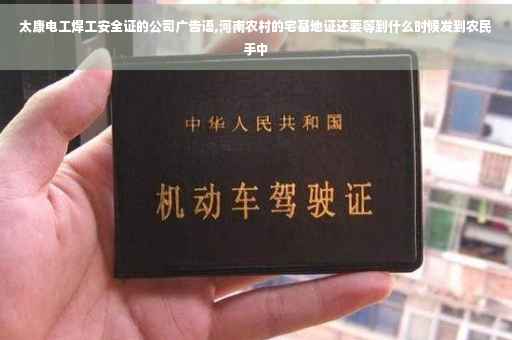 太康电工焊工安全证的公司广告语,河南农村的宅基地证还要等到什么时候发到农民
手中
中华人民共和国
机动车驾驶证